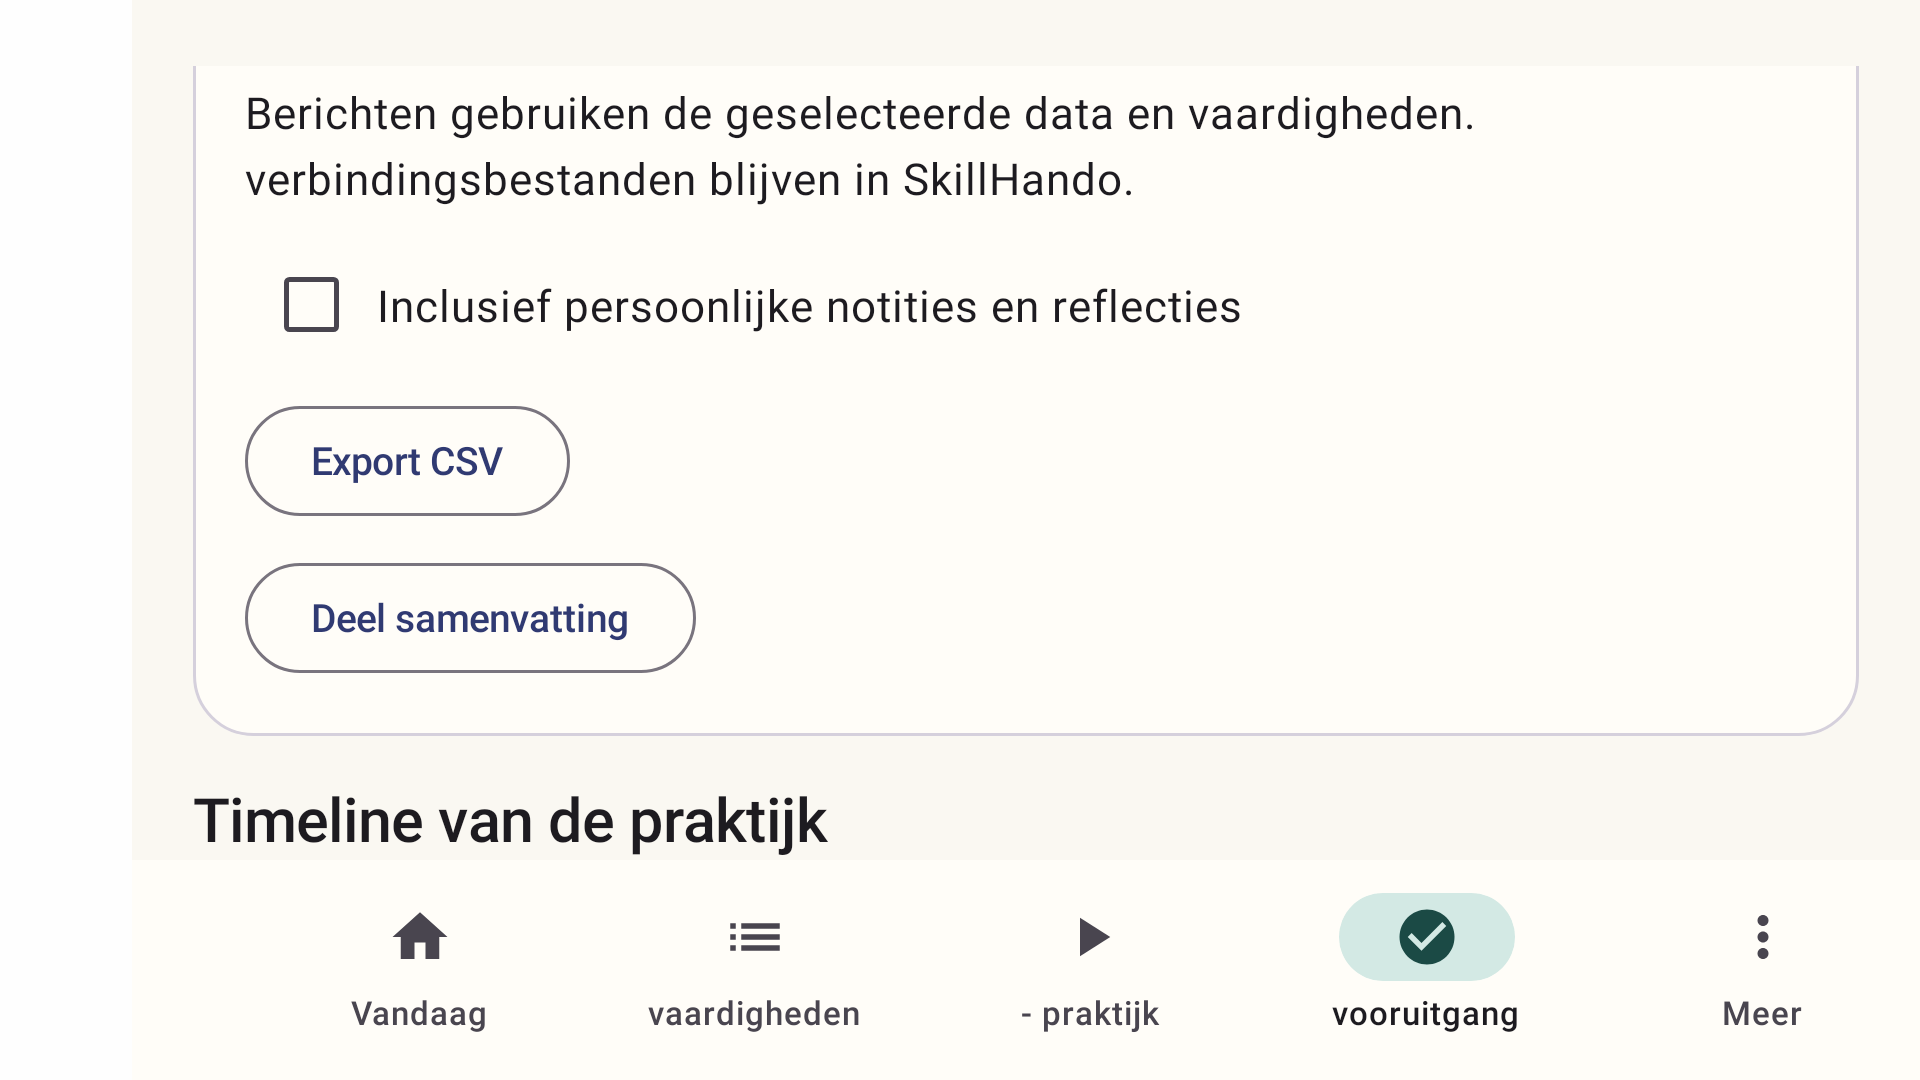 Berichten gebruiken de geselecteerde data en vaardigheden.
verbindingsbestanden blijven in SkillHando.
Inclusief persoonlijke notities en reflecties
Export CSV
Deel samenvatting
Timeline van de praktijk
Vandaag
vaardigheden
- praktijk
vooruitgang
Meer